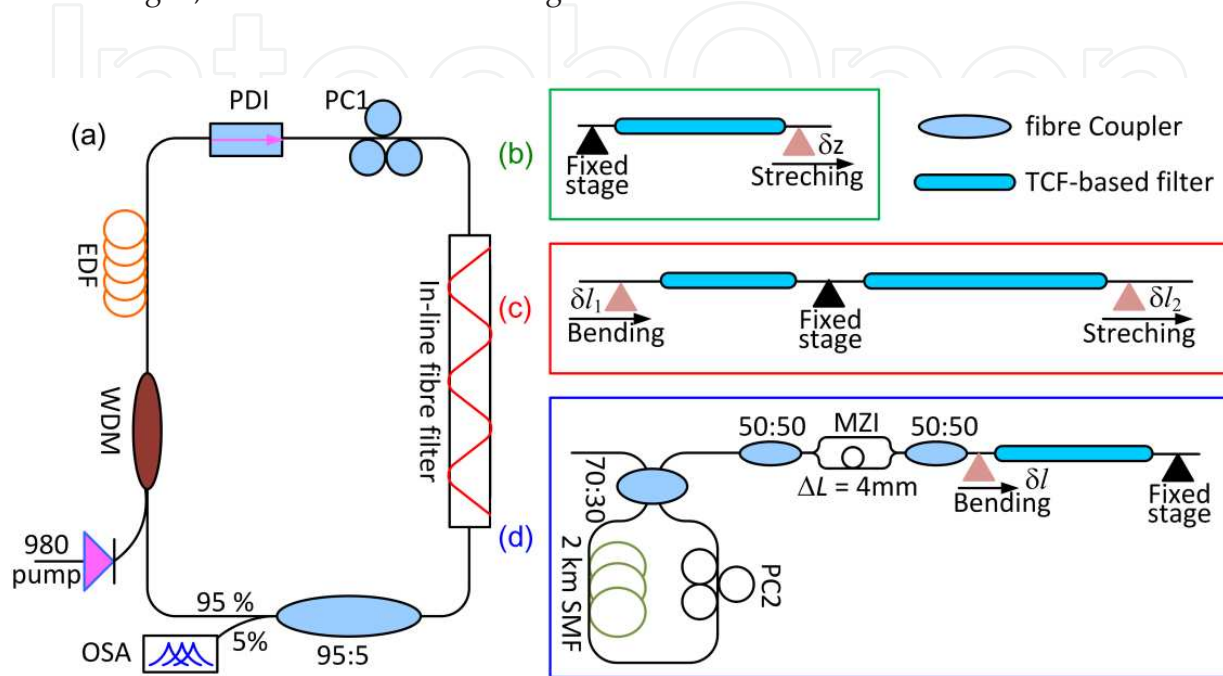 IntechOpen
(a)
PDI
PC1
EDF
WDM
980
pump
In-line fibre filter
95 %
5%
OSA
95:5
(b)
Fixed
stage
δz
Streching
fibre Coupler
TCF-based filter
(c)
δl₁
Bending
Fixed
stage
δl₂
Streching
(d)
70:30
2 km SMF
PC2
50:50
MZI
50:50
ΔL = 4mm
Bending
δl
Fixed
stage